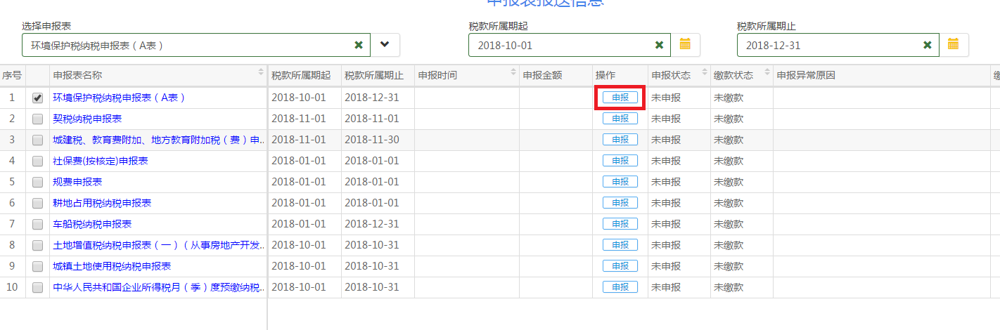 申报表报送信息
选择申报表 税款所属期起 税款所属期止
环境保护税纳税申报表（A表） 2018-10-01 2018-12-31
序号 申报表名称 税款所属期起 税款所属期止 申报时间 申报金额 操作 申报状态 缴款状态 申报异常原因
1 环境保护税纳税申报表（A表） 2018-10-01 2018-12-31 申报 未申报 未缴款
2 契税纳税申报表 2018-11-01 2018-11-01 申报 未申报 未缴款
3 城建税、教育费附加、地方教育附加税（费）申... 2018-11-01 2018-11-30 申报 未申报 未缴款
4 社保费(按核定)申报表 2018-01-01 2018-01-01 申报 未申报 未缴款
5 规费申报表 2018-01-01 2018-01-01 申报 未申报 未缴款
6 耕地占用税纳税申报表 2018-01-01 2018-01-01 申报 未申报 未缴款
7 车船税纳税申报表 2018-01-01 2018-12-31 申报 未申报 未缴款
8 土地增值税纳税申报表（一）（从事房地产开发... 2018-10-01 2018-10-31 申报 未申报 未缴款
9 城镇土地使用税纳税申报表 2018-10-01 2018-10-31 申报 未申报 未缴款
10 中华人民共和国企业所得税月（季）度预缴纳税... 2018-10-01 2018-10-31 申报 未申报 未缴款